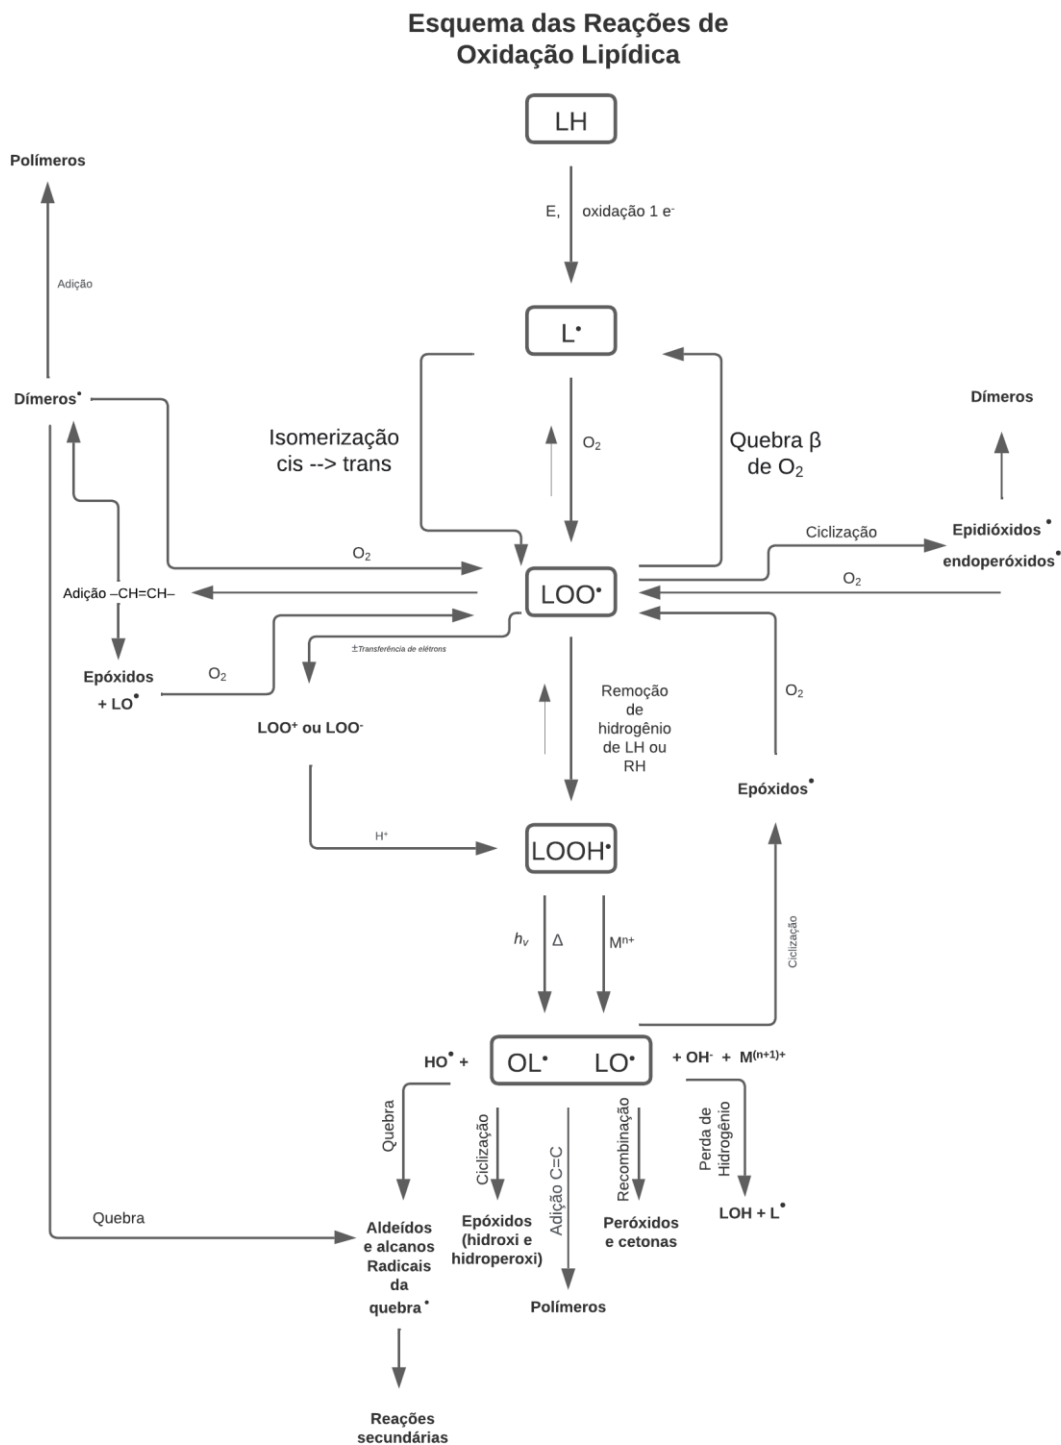 Esquema das Reações de
Oxidação Lipídica
LH
Polímeros
E, oxidação 1 e⁻
Adição
L•
Dímeros•
Dímeros
Isomerização
cis --> trans
O₂
Quebra β
de O₂
Ciclização
Epidióxidos•
endoperóxidos•
O₂
O₂
Adição –CH=CH–
LOO•
±Transferência de elétrons
Epóxidos
+ LO•
O₂
LOO⁺ ou LOO⁻
Remoção
de
hidrogênio
de LH ou
RH
O₂
Epóxidos•
H⁺
LOOH•
Ciclização
hᵥ Δ
Mⁿ⁺
HO• +
OL• LO•
+ OH⁻ + M⁽ⁿ⁺¹⁾⁺
Quebra
Ciclização
Adição C=C
Recombinação
Perda de
Hidrogênio
Quebra
Aldeídos
e alcanos
Radicais
da
quebra•
Epóxidos
(hidroxi e
hidroperoxi)
Polímeros
Peróxidos
e cetonas
LOH + L•
Reações
secundárias